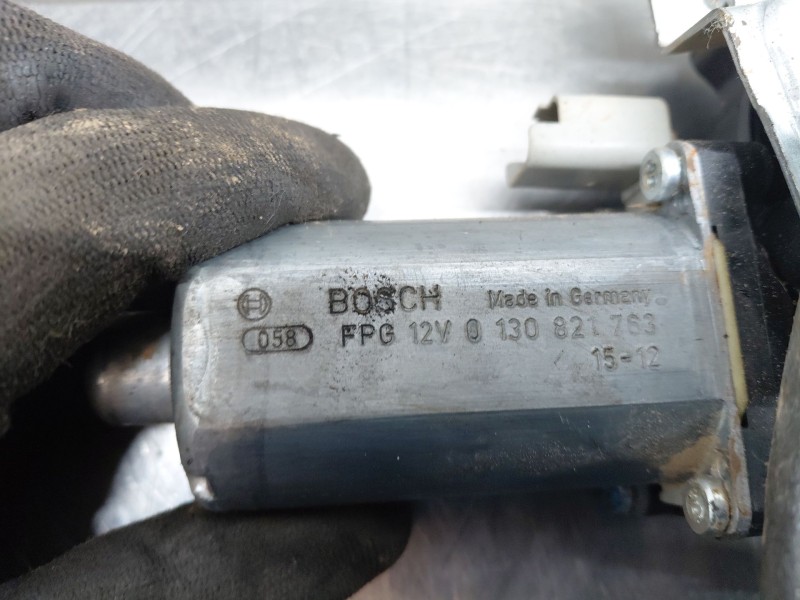 BOSCH Made in Germany
058 FPG 12V 0 130 821 763
15-12